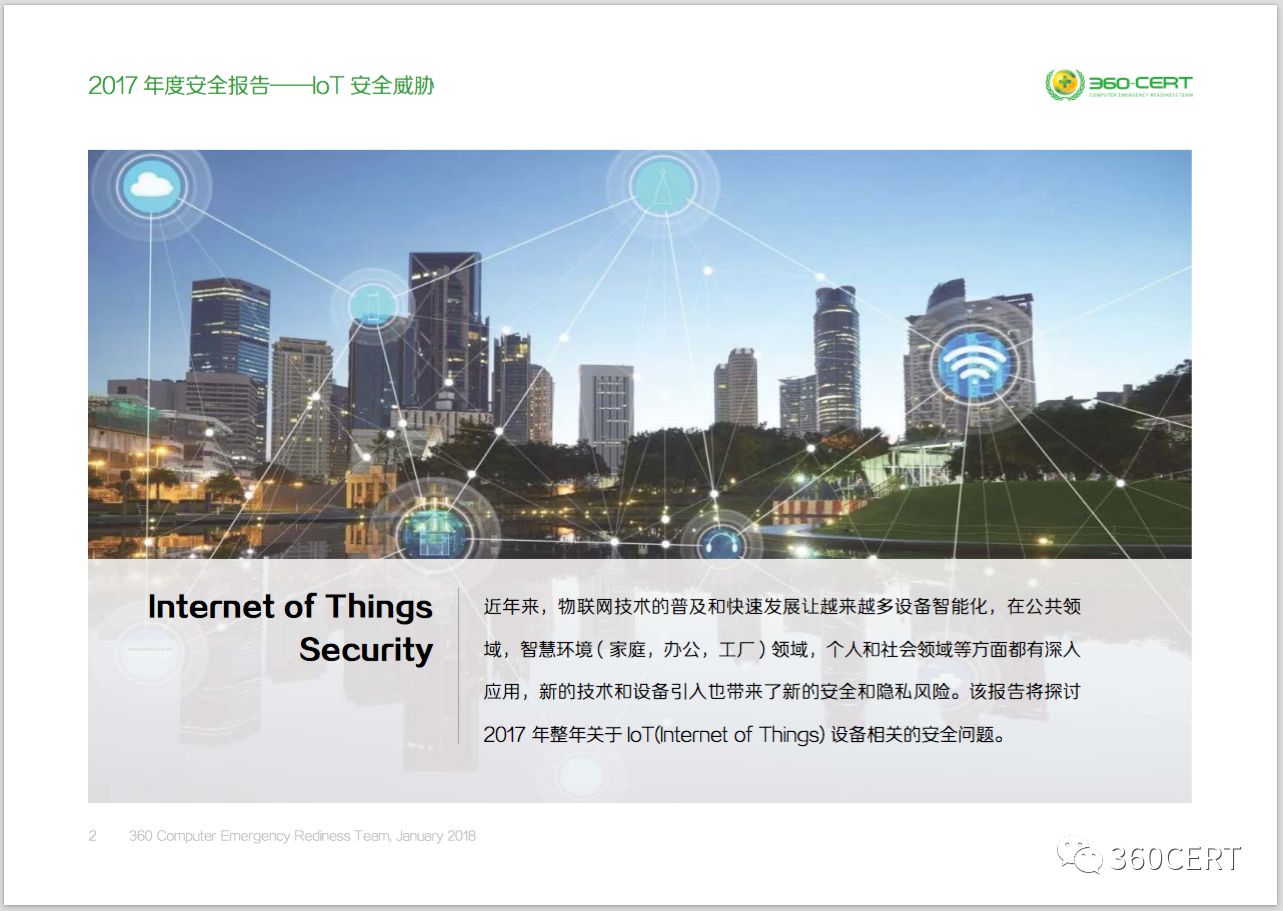 2017 年度安全报告——IoT 安全威胁
360-CERT
COMPUTER EMERGENCY READINESS TEAM
Internet of Things
Security
近年来，物联网技术的普及和快速发展让越来越多设备智能化，在公共领
域，智慧环境（家庭，办公，工厂）领域，个人和社会领域等方面都有深入
应用，新的技术和设备引入也带来了新的安全和隐私风险。该报告将探讨
2017 年整年关于 IoT(Internet of Things) 设备相关的安全问题。
2 360 Computer Emergency Rediness Team, January 2018
360CERT